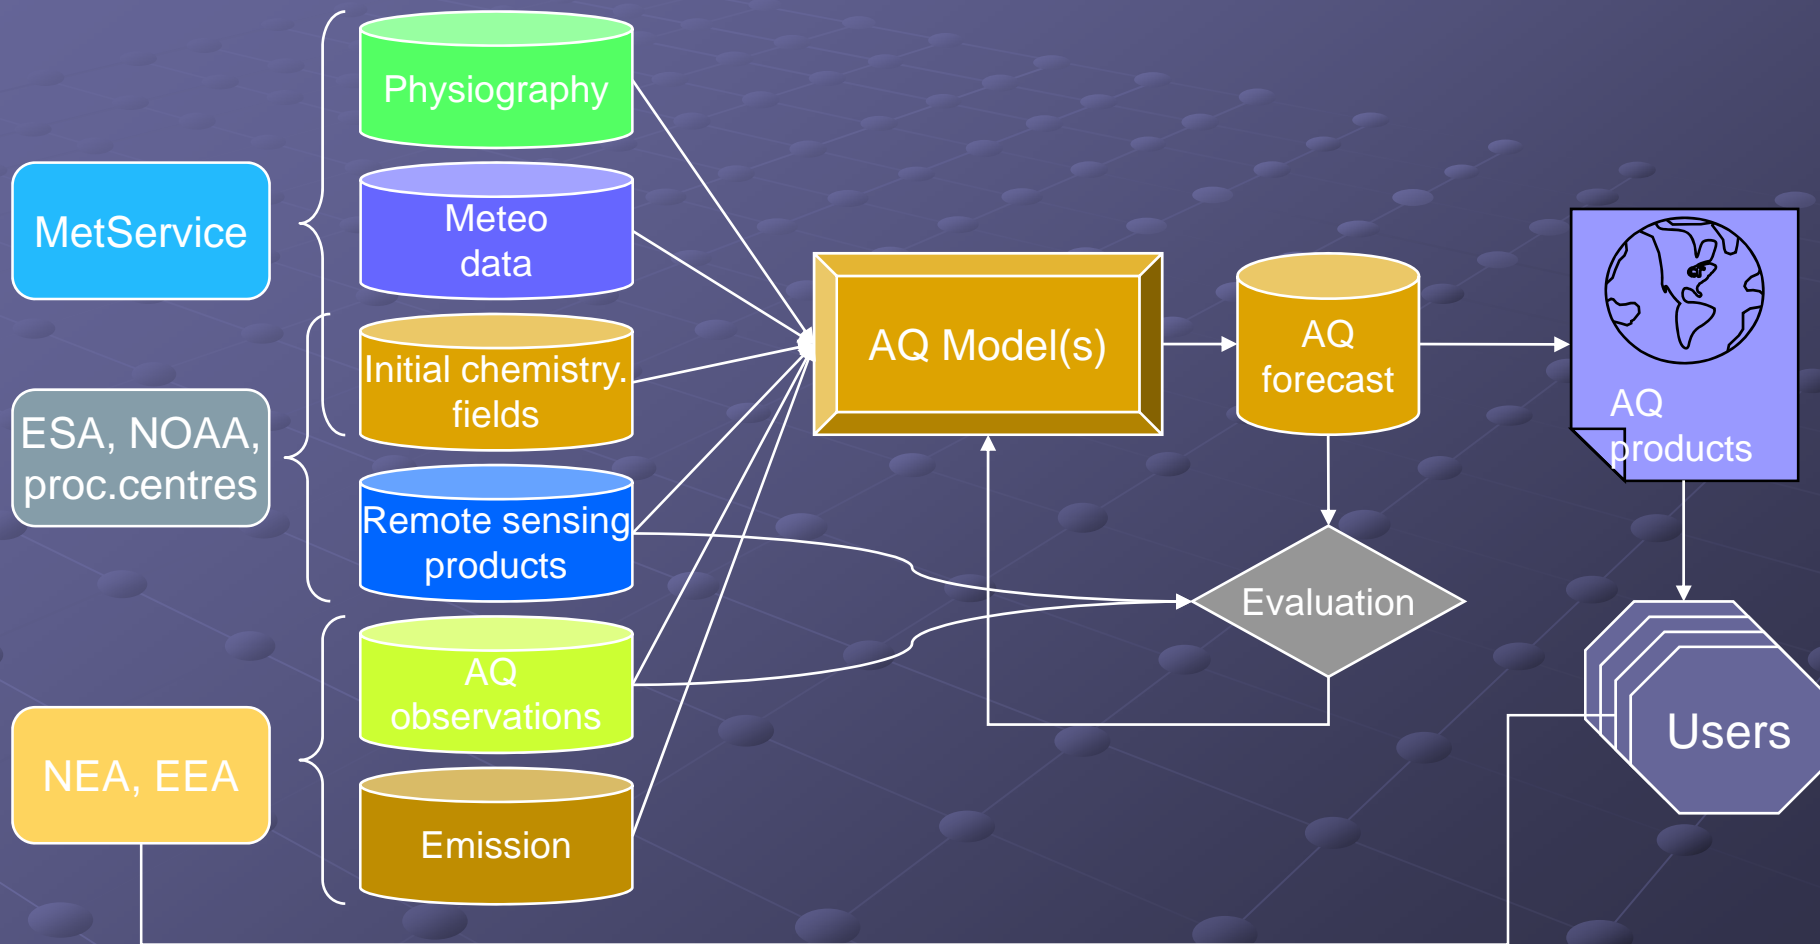 MetService
ESA, NOAA,
proc.centres
NEA, EEA
Physiography
Meteo
data
Initial chemistry.
fields
Remote sensing
products
AQ
observations
Emission
AQ Model(s)
AQ
forecast
Evaluation
AQ
products
Users